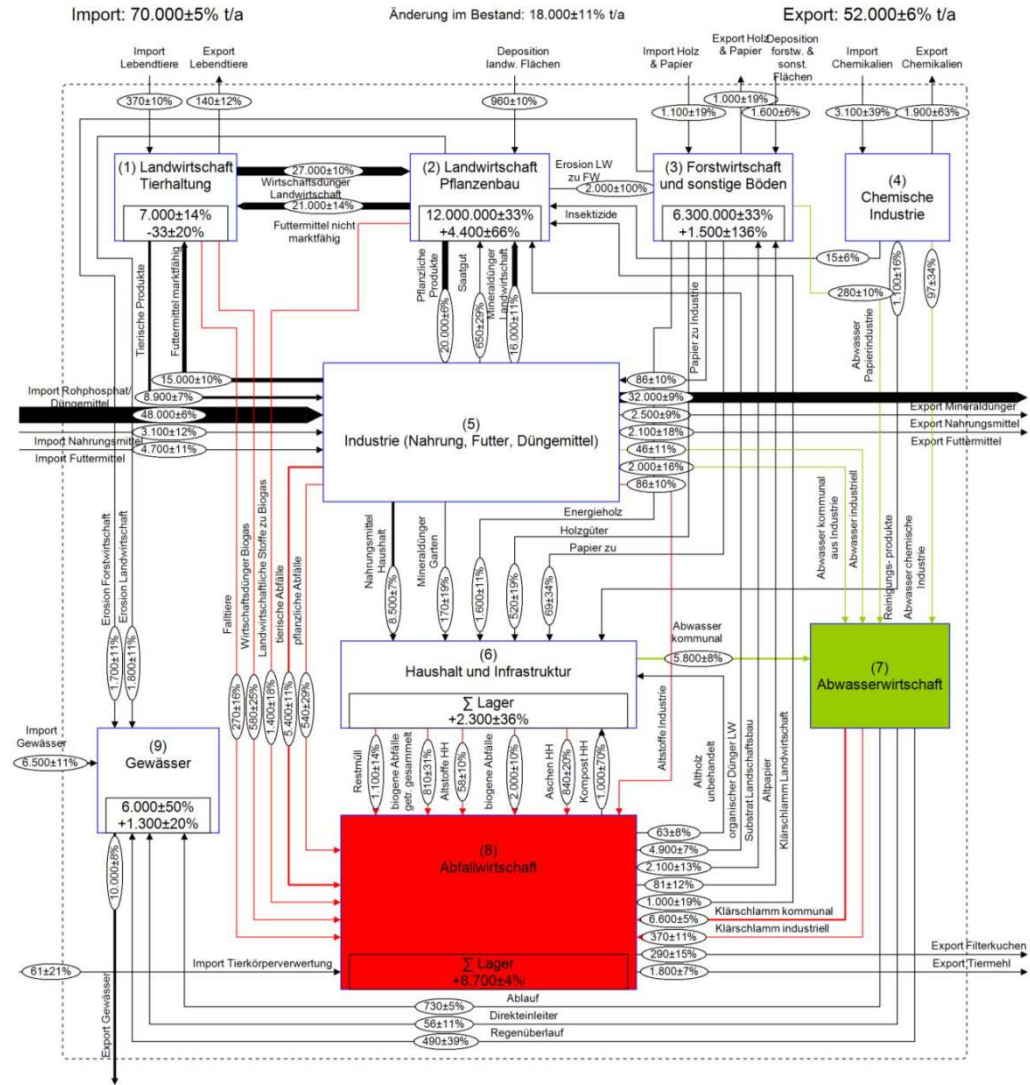 Import: 70.000±5% t/a
Änderung im Bestand: 18.000±11% t/a
Export: 52.000±6% t/a
Import
Lebendtiere
370±10%
Export
Lebendtiere
140±12%
Deposition
landw. Flächen
960±10%
Import Holz
& Papier
1.100±19%
Export Holz
& Papier
1.000±19%
Deposition
forstw. &
sonst.
Flächen
1.600±6%
Import
Chemikalien
3.100±39%
Export
Chemikalien
1.900±63%
(1) Landwirtschaft
Tierhaltung
7.000±14%
-33±20%
27.000±10%
Wirtschaftsdünger
Landwirtschaft
21.000±14%
Futtermittel nicht
marktfähig
(2) Landwirtschaft
Pflanzenbau
12.000.000±33%
+4.400±66%
Erosion LW
zu FW
2.000±100%
Insektizide
(3) Forstwirtschaft
und sonstige Böden
6.300.000±33%
+1.500±136%
(4)
Chemische
Industrie
15±6%
1.100±16%
97±34%
280±10%
Tierische Produkte
Futtermittel marktfähig
Pflanzliche
Produkte
20.000±6%
Saatgut
650±29%
Mineraldünger
Landwirtschaft
16.000±11%
Papier zu Industrie
Abwasser
Papierindustrie
15.000±10%
Import Rohphosphat/
Düngemittel
8.900±7%
48.000±6%
3.100±12%
Import Nahrungsmittel
4.700±11%
Import Futtermittel
(5)
Industrie (Nahrung, Futter, Düngemittel)
86±10%
32.000±9%
Export Mineraldünger
2.500±9%
Export Nahrungsmittel
2.100±18%
Export Futtermittel
46±11%
2.000±16%
86±10%
Energieholz
Holzgüter
Papier zu
Erosion Forstwirtschaft
1.700±11%
Erosion Landwirtschaft
1.800±11%
Falltiere
270±16%
Wirtschaftsdünger Biogas
580±25%
Landwirtschaftliche Stoffe zu Biogas
1.400±18%
tierische Abfälle
5.400±11%
pflanzliche Abfälle
540±29%
Nahrungsmittel
Haushalt
8.500±7%
Mineraldünger
Garten
170±19%
1.600±11%
520±19%
69±34%
Abwasser kommunal
aus Industrie
Abwasser industriell
Reinigungs- produkte
Abwasser chemische
Industrie
(6)
Haushalt und Infrastruktur
∑ Lager
+2.300±36%
Abwasser
kommunal
5.800±8%
(7)
Abwasserwirtschaft
Import
Gewässer
6.500±11%
(9)
Gewässer
6.000±50%
+1.300±20%
10.000±8%
Export Gewässer
Restmüll
1.100±14%
biogene Abfälle
getr. gesammelt
810±31%
Altstoffe HH
58±10%
biogene Abfälle
2.000±10%
Aschen HH
840±20%
Kompost HH
1.000±70%
Altstoffe Industrie
Altholz
unbehandelt
organischer Dünger LW
Substrat Landschaftsbau
Altpapier
Klärschlamm Landwirtschaft
(8)
Abfallwirtschaft
∑ Lager
+8.700±4%
63±8%
4.900±7%
2.100±13%
81±12%
1.000±19%
Klärschlamm kommunal
6.600±5%
Klärschlamm industriell
370±11%
290±15%
Export Filterkuchen
1.800±7%
Export Tiermehl
61±21%
Import Tierkörperverwertung
Ablauf
730±5%
Direkteinleiter
56±11%
Regenüberlauf
490±39%